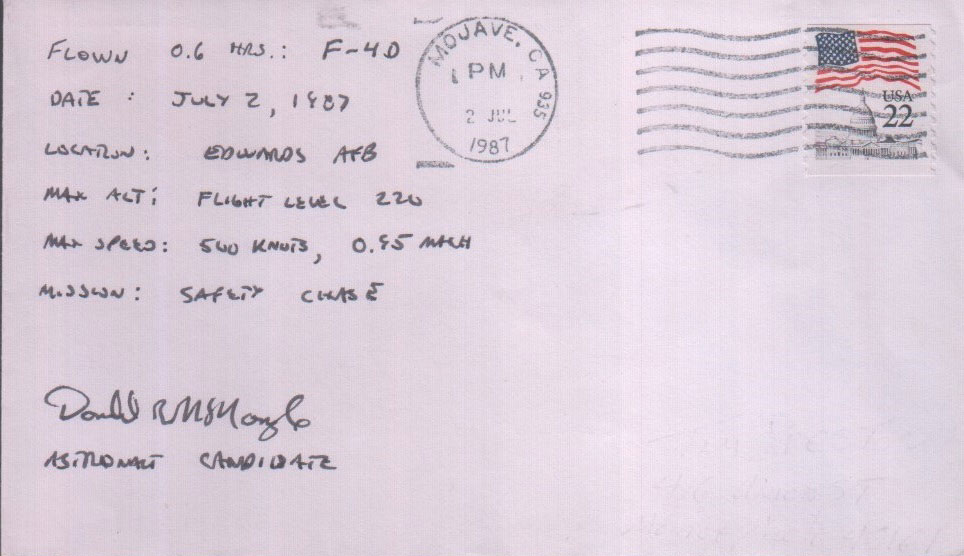 FLOWN 0.6 HRS.: F-4D
DATE : JULY 2, 1987
LOCATION: EDWARDS AFB
MAX ALT: FLIGHT LEVEL 220
MAX SPEED: 500 KNOTS, 0.95 MACH
MISSION: SAFETY CHASE
Donald R McMonagle
ASTRONAUT CANDIDATE
MOJAVE, CA 935
PM
2 JUL
1987
USA
22